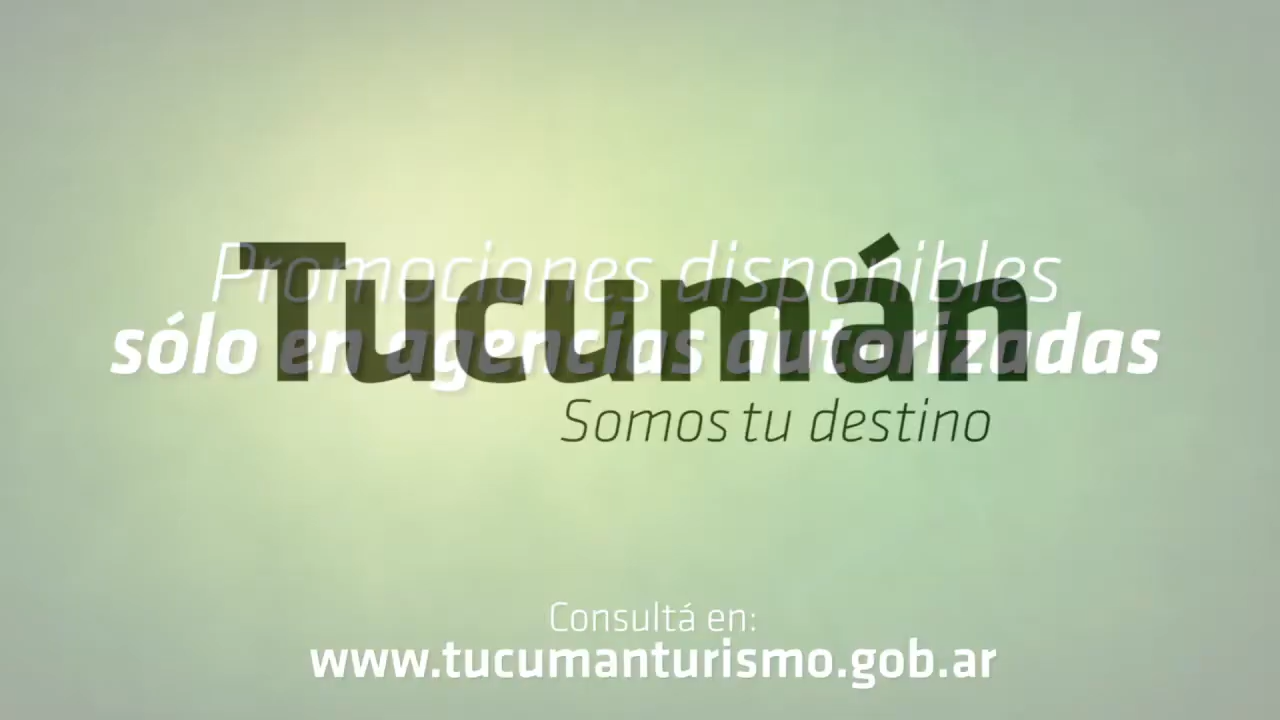 Promociones disponibles
sólo en agencias autorizadas
Tucumán
Somos tu destino
Consultá en:
www.tucumanturismo.gob.ar